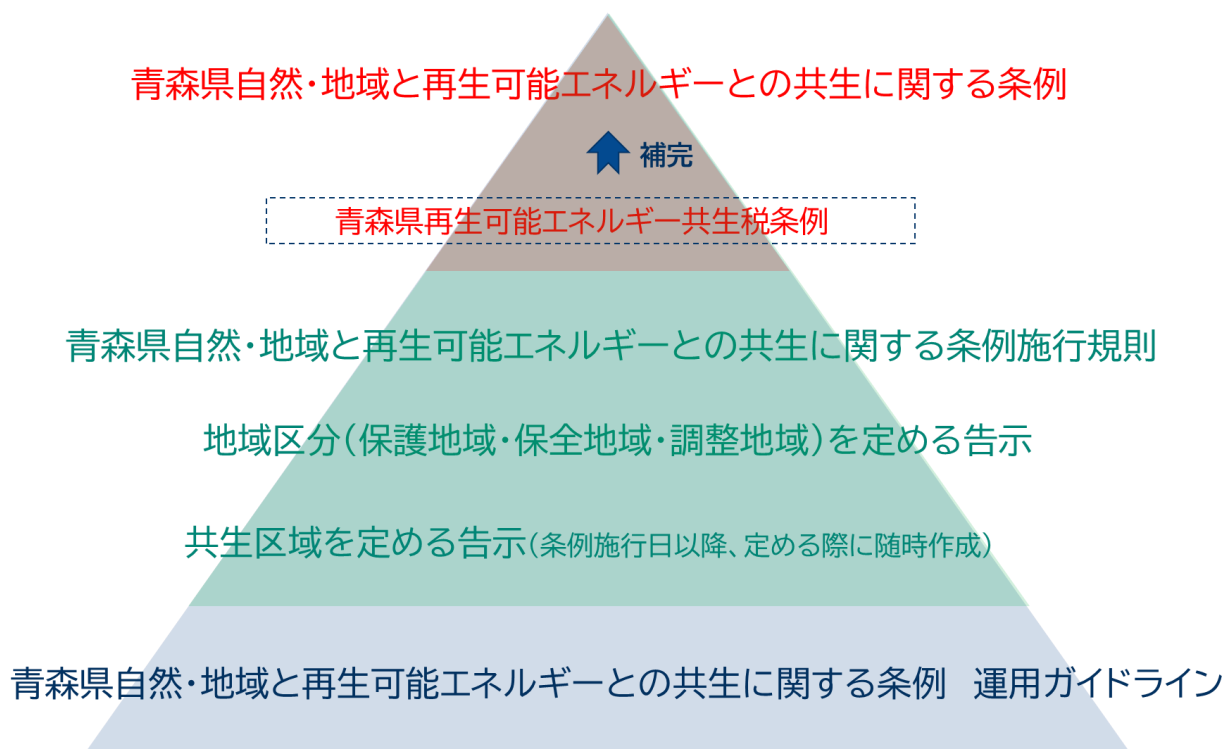 青森県自然・地域と再生可能エネルギーとの共生に関する条例
補完
青森県再生可能エネルギー共生税条例
青森県自然・地域と再生可能エネルギーとの共生に関する条例施行規則
地域区分(保護地域・保全地域・調整地域)を定める告示
共生区域を定める告示(条例施行日以降、定める際に随時作成)
青森県自然・地域と再生可能エネルギーとの共生に関する条例　運用ガイドライン